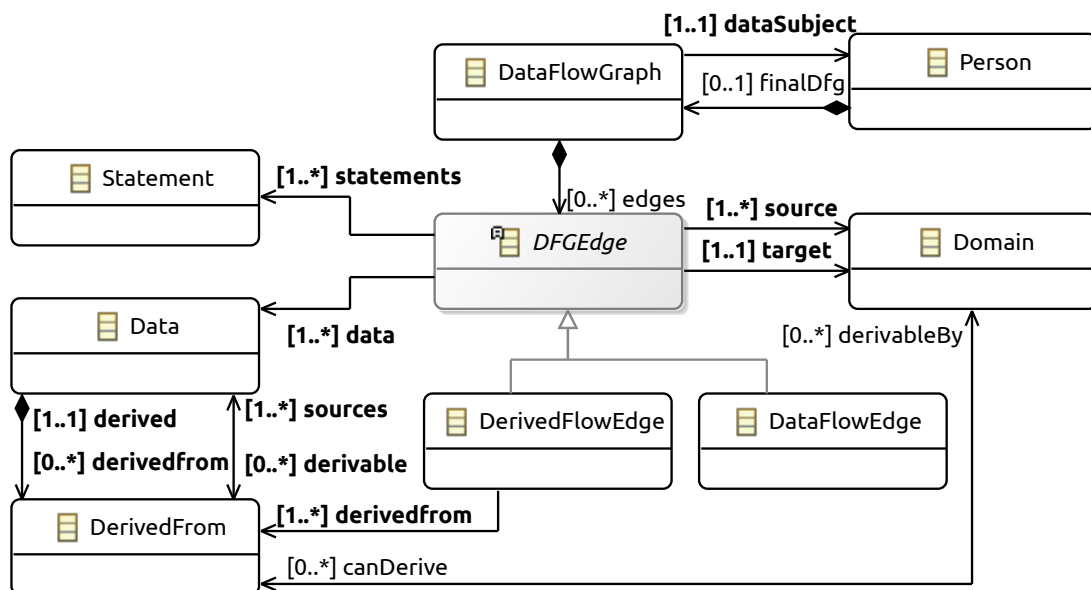 [1..1] dataSubject
DataFlowGraph
Person
[0..1] finalDfg
Statement
[1..*] statements
[0..*] edges
[1..*] source
DFGEdge
Domain
[1..1] target
Data
[1..*] data
[0..*] derivableBy
[1..1] derived
[1..*] sources
DerivedFlowEdge
DataFlowEdge
[0..*] derivedfrom
[0..*] derivable
DerivedFrom
[1..*] derivedfrom
[0..*] canDerive